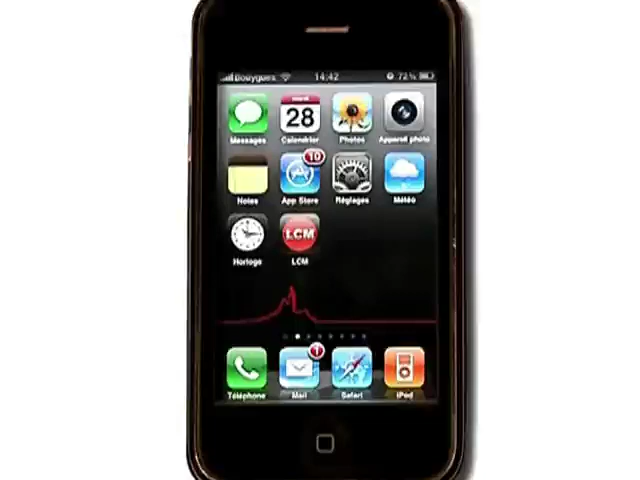 Bouygues 14:42 72%
28
Messages Calendrier Photos Appareil photo
10
Notes App Store Réglages Météo
LCM
Horloge LCM
1
Téléphone Mail Safari iPod